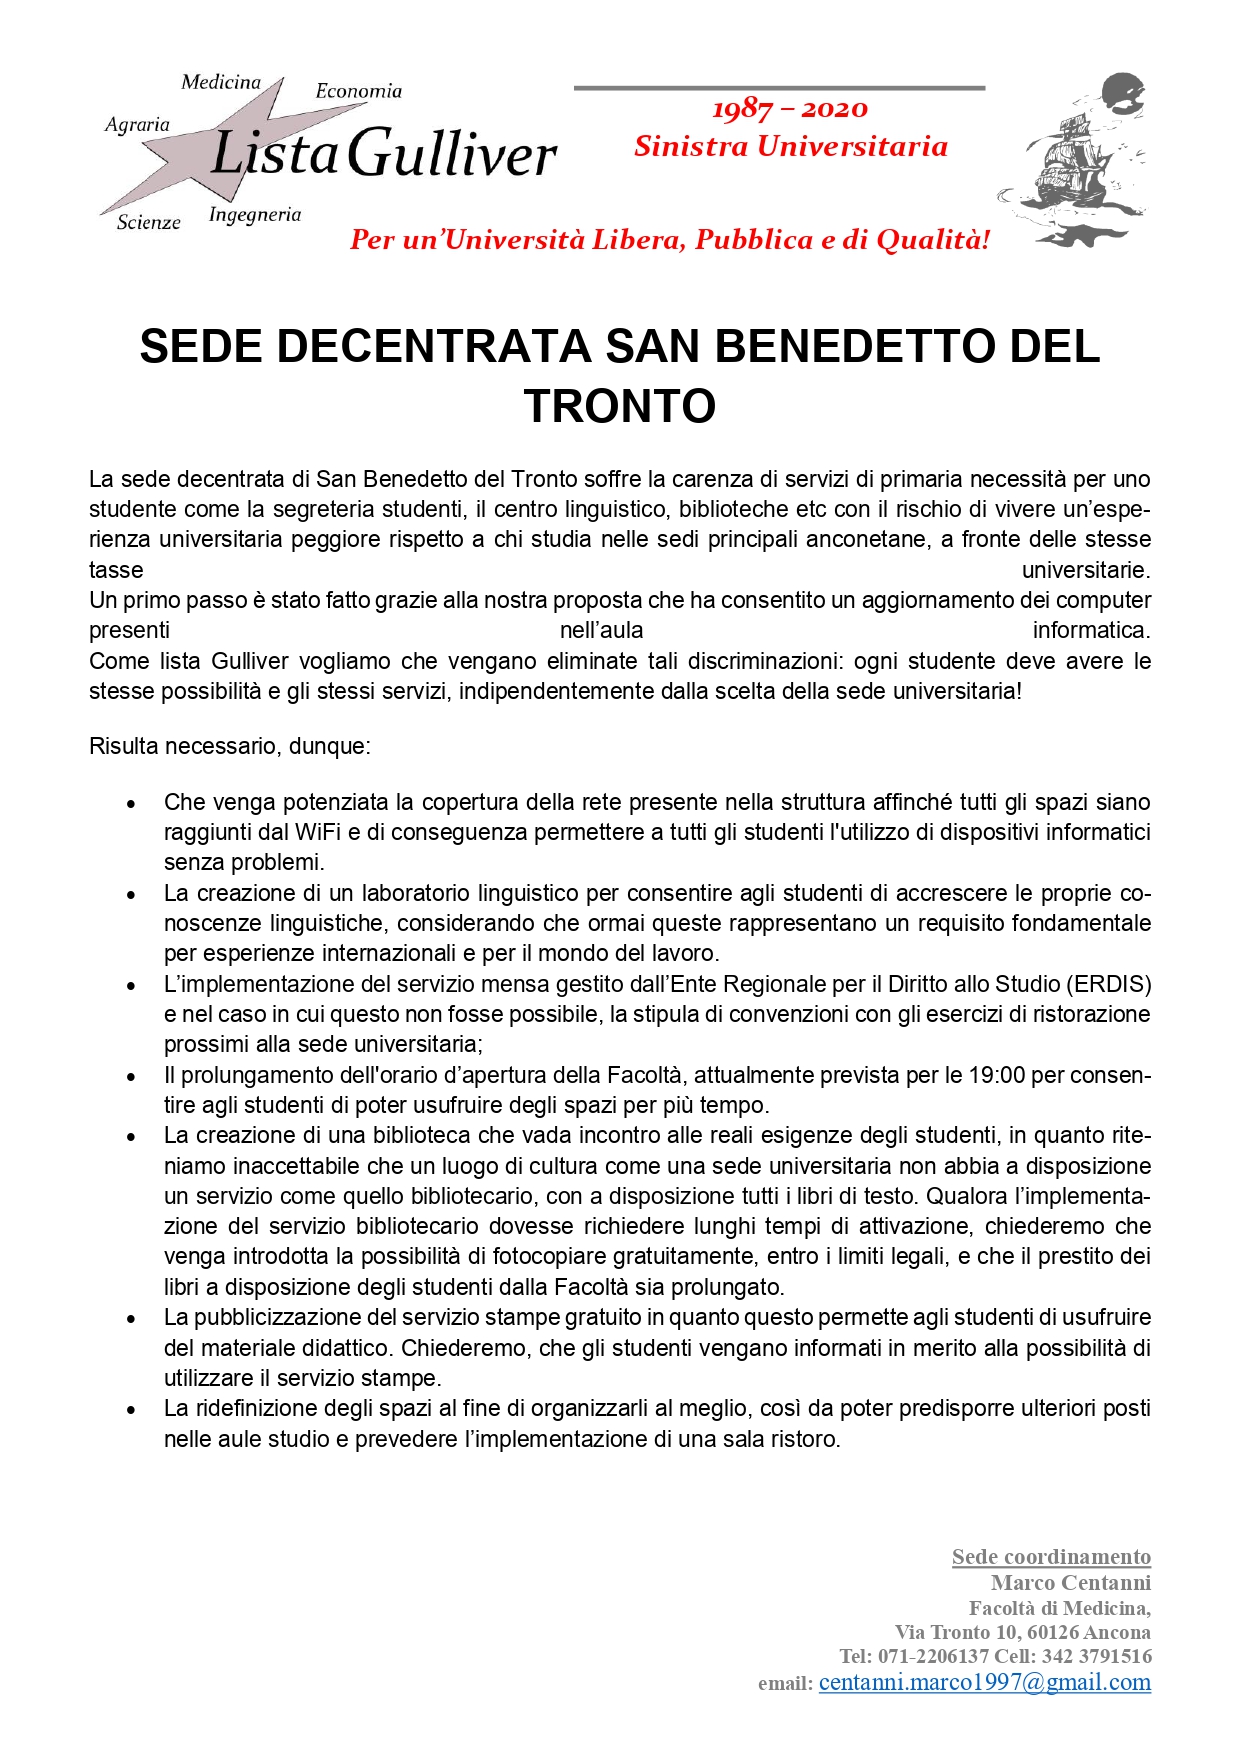 Medicina
Economia
Agraria
Lista Gulliver
Scienze
Ingegneria
1987 – 2020
Sinistra Universitaria
Per un’Università Libera, Pubblica e di Qualità!
SEDE DECENTRATA SAN BENEDETTO DEL
TRONTO
La sede decentrata di San Benedetto del Tronto soffre la carenza di servizi di primaria necessità per uno
studente come la segreteria studenti, il centro linguistico, biblioteche etc con il rischio di vivere un’espe-
rienza universitaria peggiore rispetto a chi studia nelle sedi principali anconetane, a fronte delle stesse
tasse universitarie.
Un primo passo è stato fatto grazie alla nostra proposta che ha consentito un aggiornamento dei computer
presenti nell’aula informatica.
Come lista Gulliver vogliamo che vengano eliminate tali discriminazioni: ogni studente deve avere le
stesse possibilità e gli stessi servizi, indipendentemente dalla scelta della sede universitaria!
Risulta necessario, dunque:
• Che venga potenziata la copertura della rete presente nella struttura affinché tutti gli spazi siano
raggiunti dal WiFi e di conseguenza permettere a tutti gli studenti l'utilizzo di dispositivi informatici
senza problemi.
• La creazione di un laboratorio linguistico per consentire agli studenti di accrescere le proprie co-
noscenze linguistiche, considerando che ormai queste rappresentano un requisito fondamentale
per esperienze internazionali e per il mondo del lavoro.
• L’implementazione del servizio mensa gestito dall’Ente Regionale per il Diritto allo Studio (ERDIS)
e nel caso in cui questo non fosse possibile, la stipula di convenzioni con gli esercizi di ristorazione
prossimi alla sede universitaria;
• Il prolungamento dell'orario d’apertura della Facoltà, attualmente prevista per le 19:00 per consen-
tire agli studenti di poter usufruire degli spazi per più tempo.
• La creazione di una biblioteca che vada incontro alle reali esigenze degli studenti, in quanto rite-
niamo inaccettabile che un luogo di cultura come una sede universitaria non abbia a disposizione
un servizio come quello bibliotecario, con a disposizione tutti i libri di testo. Qualora l’implementa-
zione del servizio bibliotecario dovesse richiedere lunghi tempi di attivazione, chiederemo che
venga introdotta la possibilità di fotocopiare gratuitamente, entro i limiti legali, e che il prestito dei
libri a disposizione degli studenti dalla Facoltà sia prolungato.
• La pubblicizzazione del servizio stampe gratuito in quanto questo permette agli studenti di usufruire
del materiale didattico. Chiederemo, che gli studenti vengano informati in merito alla possibilità di
utilizzare il servizio stampe.
• La ridefinizione degli spazi al fine di organizzarli al meglio, così da poter predisporre ulteriori posti
nelle aule studio e prevedere l’implementazione di una sala ristoro.
Sede coordinamento
Marco Centanni
Facoltà di Medicina,
Via Tronto 10, 60126 Ancona
Tel: 071-2206137 Cell: 342 3791516
email: centanni.marco1997@gmail.com